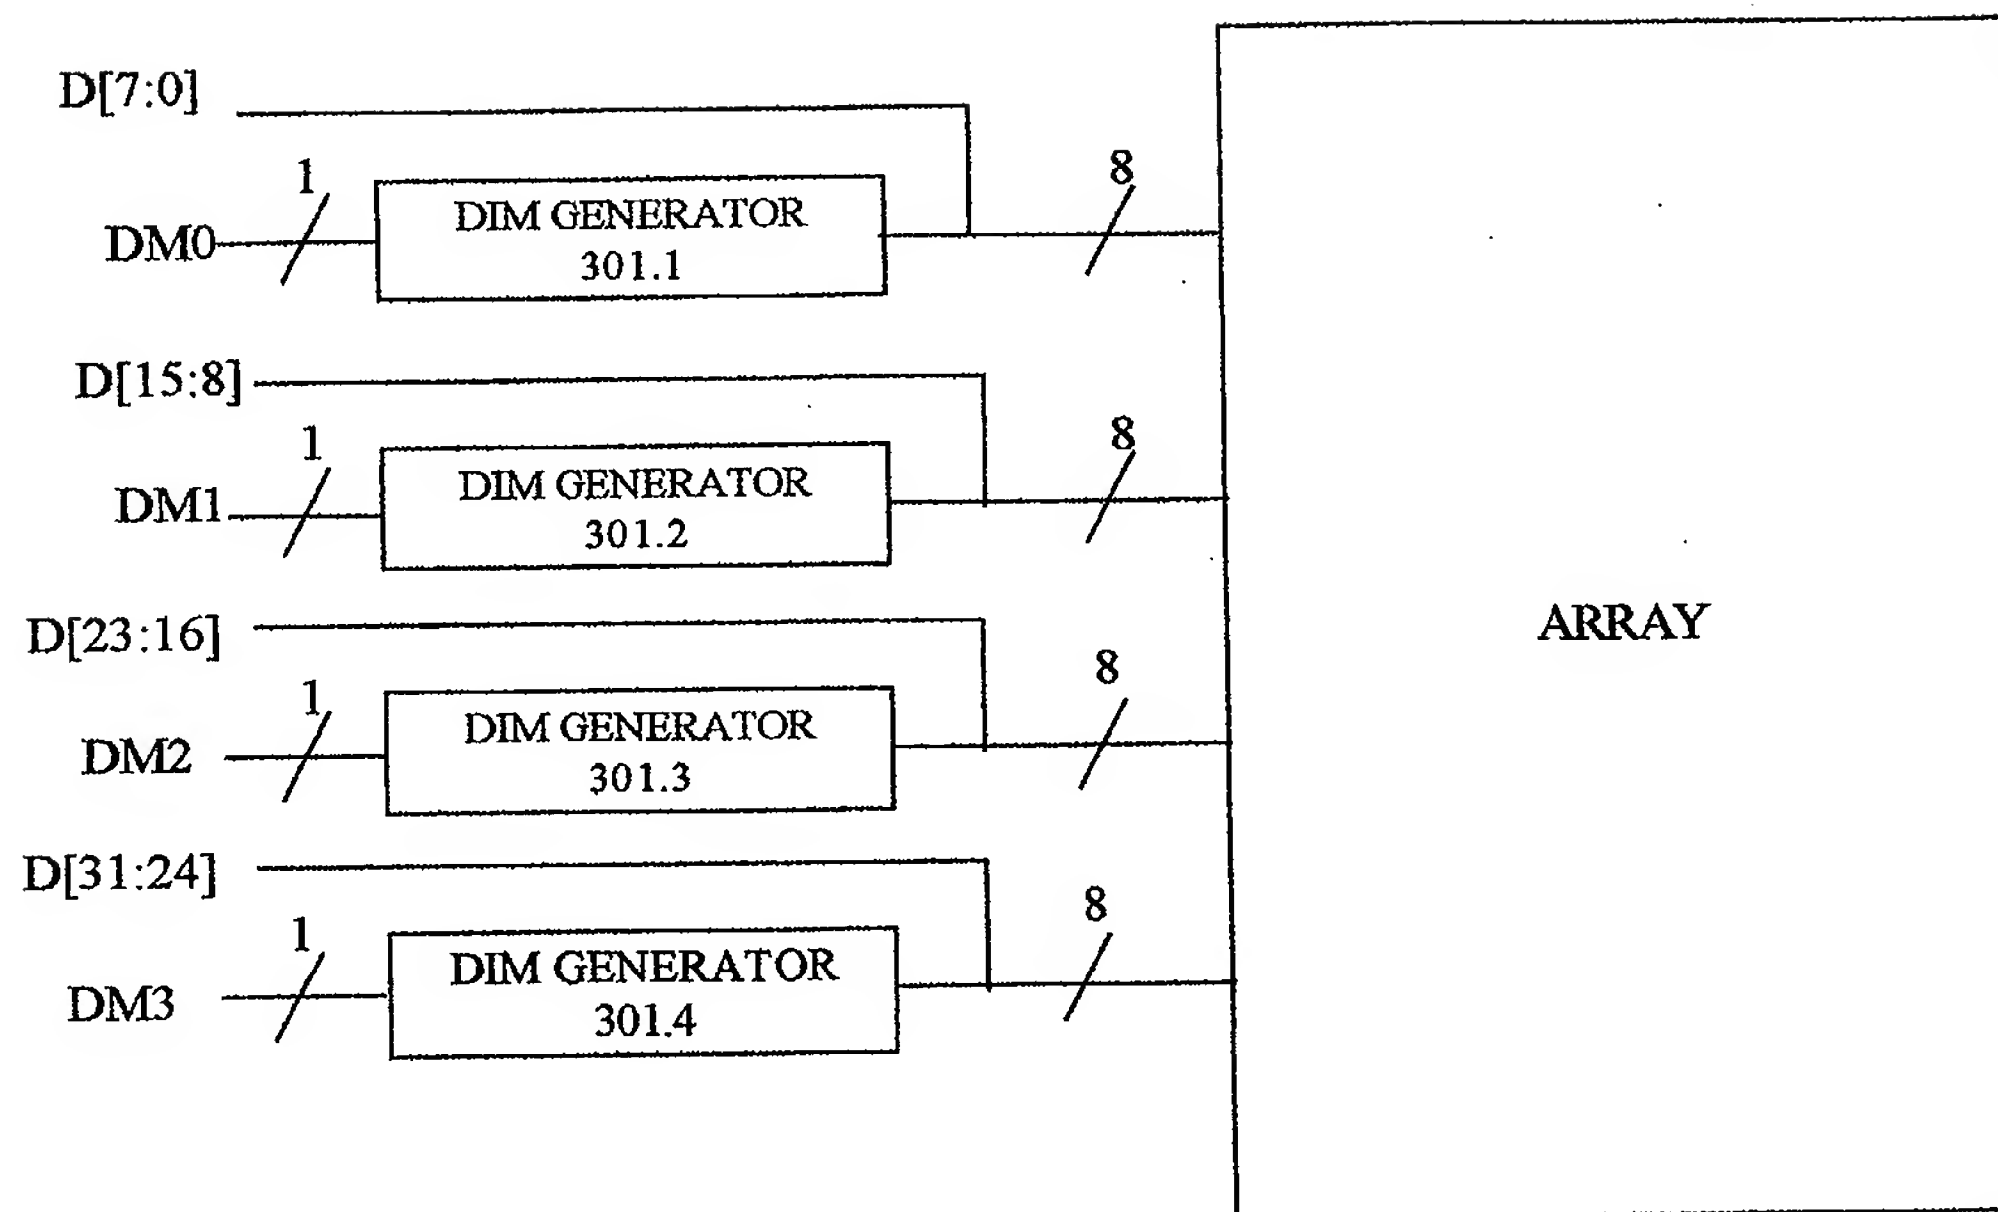 D[7:0]
1
8
DM0
DIM GENERATOR
301.1
D[15:8]
1
8
DM1
DIM GENERATOR
301.2
D[23:16]
1
8
DM2
DIM GENERATOR
301.3
ARRAY
D[31:24]
1
8
DM3
DIM GENERATOR
301.4